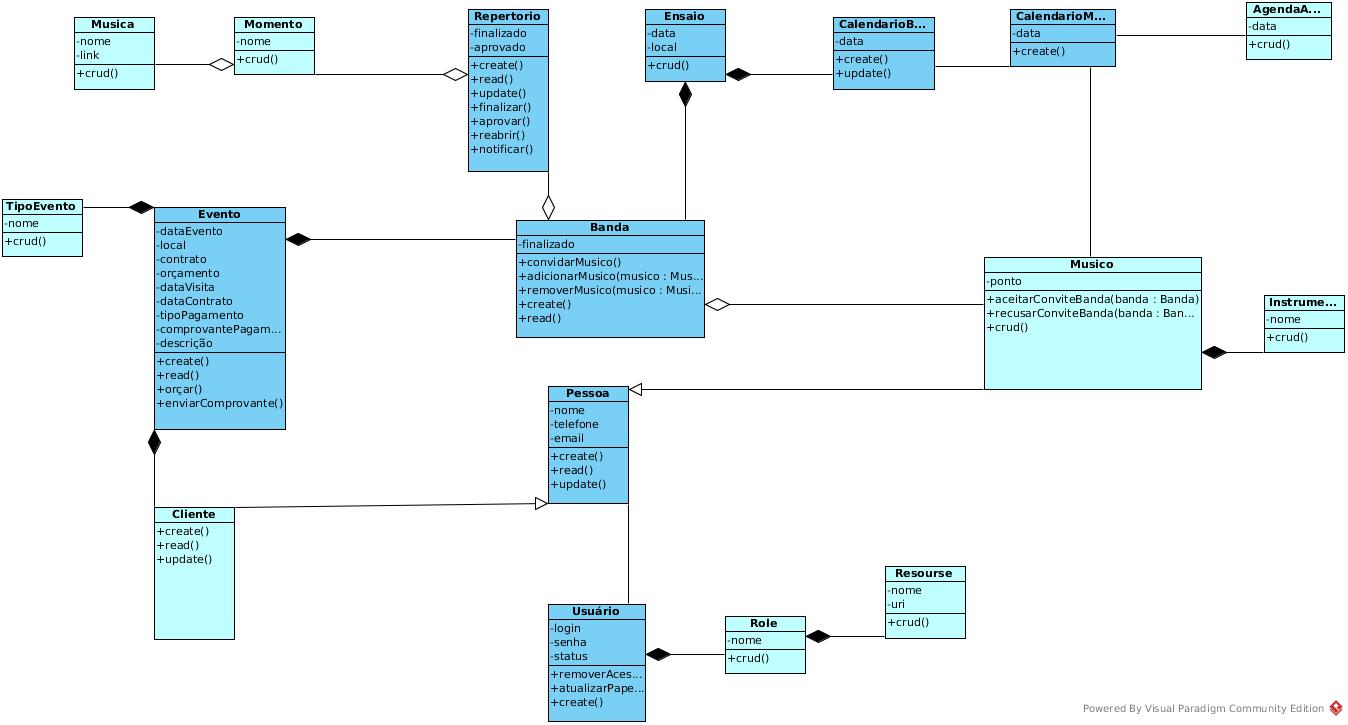 Musica
-nome
-link
+crud()
Momento
-nome
+crud()
Repertorio
-finalizado
-aprovado
+create()
+read()
+update()
+finalizar()
+aprovar()
+reabrir()
+notificar()
Ensaio
-data
-local
+crud()
CalendarioB...
-data
+create()
+update()
CalendarioM...
-data
+create()
AgendaA...
-data
+crud()
TipoEvento
-nome
+crud()
Evento
-dataEvento
-local
-contrato
-orçamento
-dataVisita
-dataContrato
-tipoPagamento
-comprovantePagam...
-descrição
+create()
+read()
+orçar()
+enviarComprovante()
Banda
-finalizado
+convidarMusico()
+adicionarMusico(musico : Mus...
+removerMusico(musico : Musi...
+create()
+read()
Musico
-ponto
+aceitarConviteBanda(banda : Banda)
+recusarConviteBanda(banda : Ban...
+crud()
Instrume...
-nome
+crud()
Pessoa
-nome
-telefone
-email
+create()
+read()
+update()
Cliente
+create()
+read()
+update()
Usuário
-login
-senha
-status
+removerAces...
+atualizarPape...
+create()
Role
-nome
+crud()
Resourse
-nome
-uri
+crud()
Powered By Visual Paradigm Community Edition